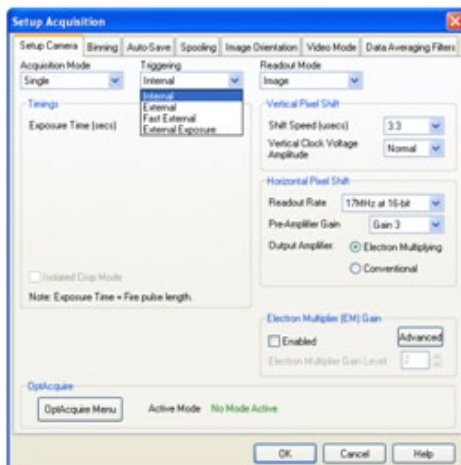 Setup Acquisition
Setup Camera Binning Auto-Save Spooling Image Orientation Video Mode Data Averaging Filters
Acquisition Mode Triggering Readout Mode
Single Internal Image
Internal
External
Fast External
External Exposure
Timings
Exposure Time (secs)
Vertical Pixel Shift
Shift Speed (usecs) 3.3
Vertical Clock Voltage
Amplitude Normal
Horizontal Pixel Shift
Readout Rate 17MHz at 16-bit
Pre-Amplifier Gain Gain 3
Output Amplifier Electron Multiplying
Conventional
Isolated Crop Mode
Note: Exposure Time = Fire pulse length.
Electron Multiplier (EM) Gain
Enabled Advanced
Electron Multiplier Gain Level 2
OptAcquire
OptAcquire Menu Active Mode No Mode Active
OK Cancel Help